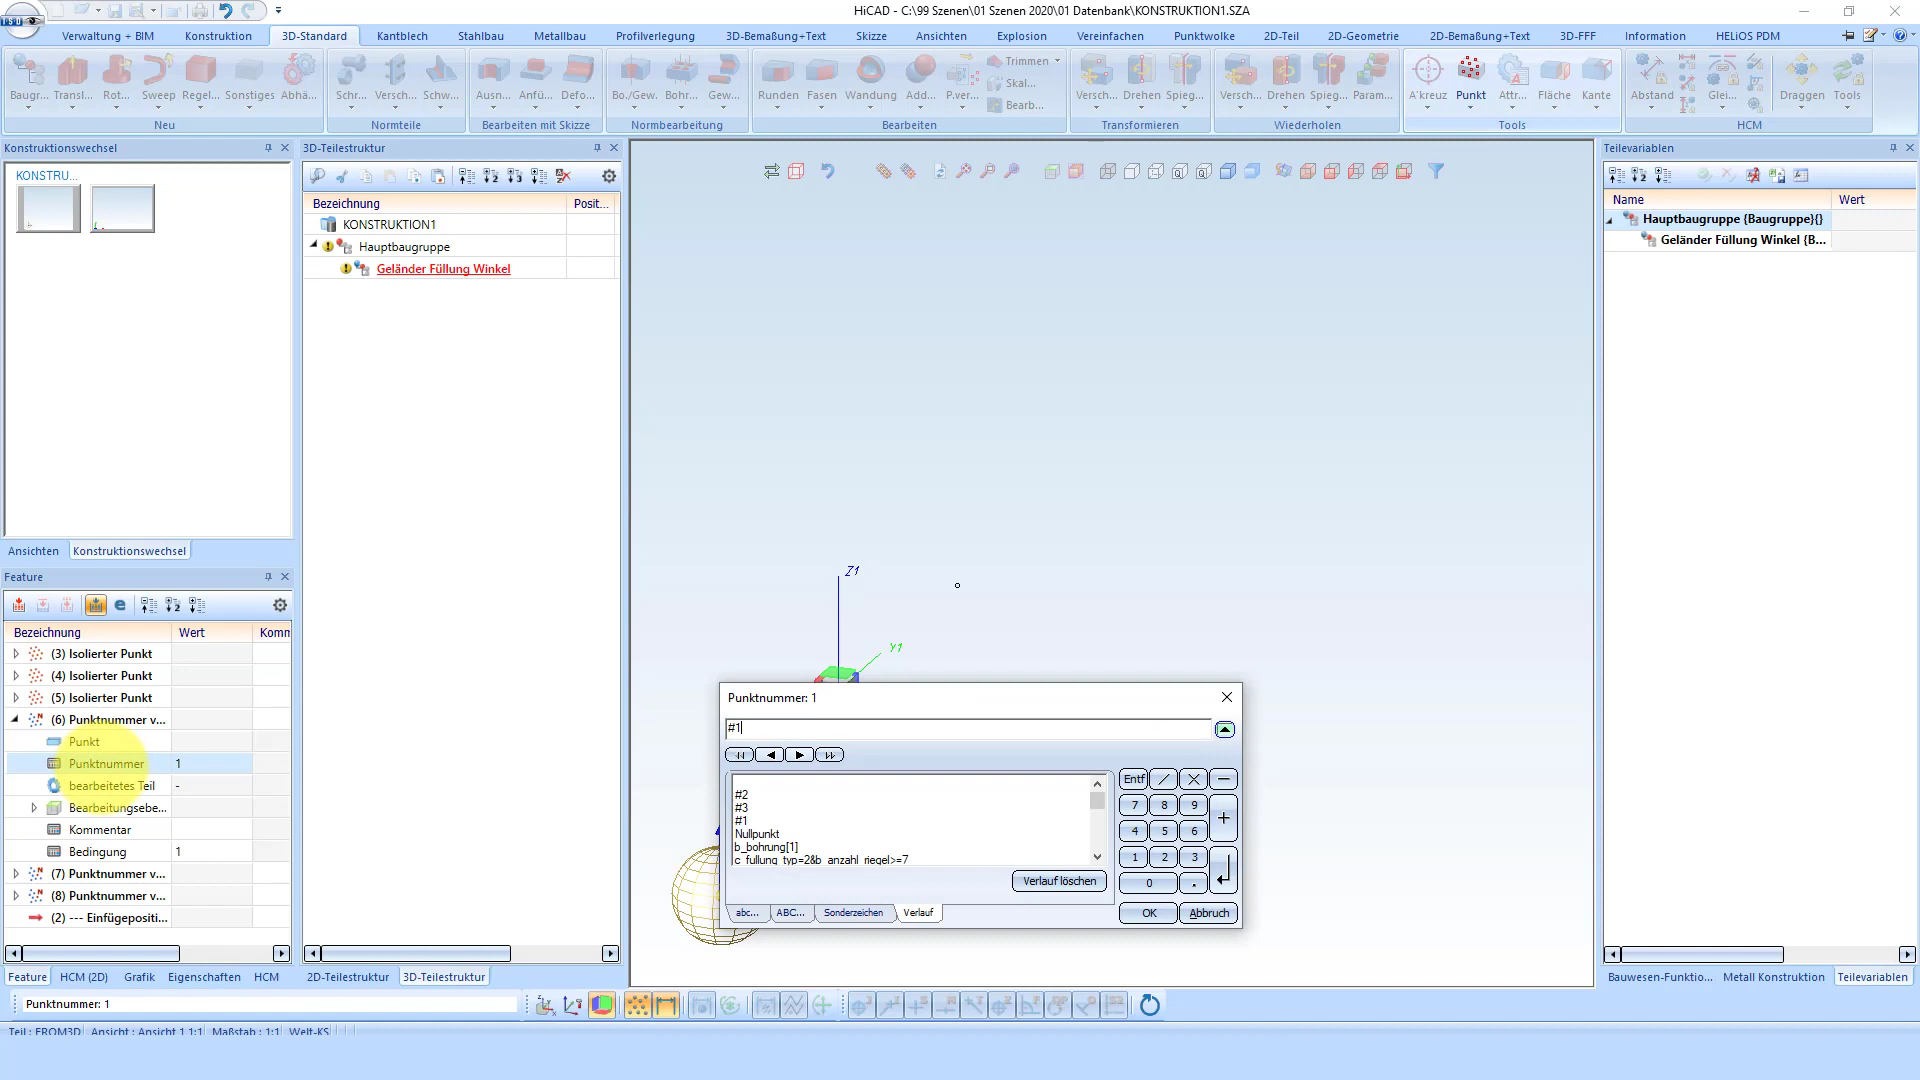 HiCAD - C:\99 Szenen\01 Szenen 2020\01 Datenbank\KONSTRUKTION1.SZA
ISD
Verwaltung + BIM Konstruktion 3D-Standard Kantblech Stahlbau Metallbau Profilverlegung 3D-Bemaßung+Text Skizze Ansichten Explosion Vereinfachen Punktwolke 2D-Teil 2D-Geometrie 2D-Bemaßung+Text 3D-FFF Information HELiOS PDM
Trimmen
Skal...
Bearb...
Baugr... Transl... Rot... Sweep Regel... Sonstiges Abhä... Schr... Versch... Schw... Ausn... Anfü... Defo... Bo./Gew. Bohr... Gew... Runden Fasen Wandung Add... P.ver... Versch... Drehen Spieg... Versch... Drehen Spieg... Param... A'kreuz Punkt Attr... Fläche Kante Abstand Glei... Draggen Tools
Neu Normteile Bearbeiten mit Skizze Normbearbeitung Bearbeiten Transformieren Wiederholen Tools HCM
Konstruktionswechsel
KONSTRU...
Ansichten Konstruktionswechsel
3D-Teilestruktur
Bezeichnung Posit...
KONSTRUKTION1
Hauptbaugruppe
Geländer Füllung Winkel
Teilevariablen
Name Wert
Hauptbaugruppe {Baugruppe}{}
Geländer Füllung Winkel {B...
Feature
Bezeichnung Wert Komm
(3) Isolierter Punkt
(4) Isolierter Punkt
(5) Isolierter Punkt
(6) Punktnummer v...
Punkt
Punktnummer 1
bearbeitetes Teil -
Bearbeitungsebe...
Kommentar
Bedingung 1
(7) Punktnummer v...
(8) Punktnummer v...
(2) --- Einfügepositi...
Z1
Y1
Punktnummer: 1
#1
#2
#3
#1
Nullpunkt
b_bohrung[1]
c_fullung_typ=2&b_anzahl_riegel>=7
Verlauf löschen
abc... ABC... Sonderzeichen Verlauf
Entf / X −
7 8 9 +
4 5 6
1 2 3
0 .
OK Abbruch
Feature HCM (2D) Grafik Eigenschaften HCM 2D-Teilestruktur 3D-Teilestruktur
Bauwesen-Funktio... Metall Konstruktion Teilevariablen
Punktnummer: 1
Teil : FROM3D Ansicht : Ansicht 1 1:1 Maßstab : 1:1 Welt-KS